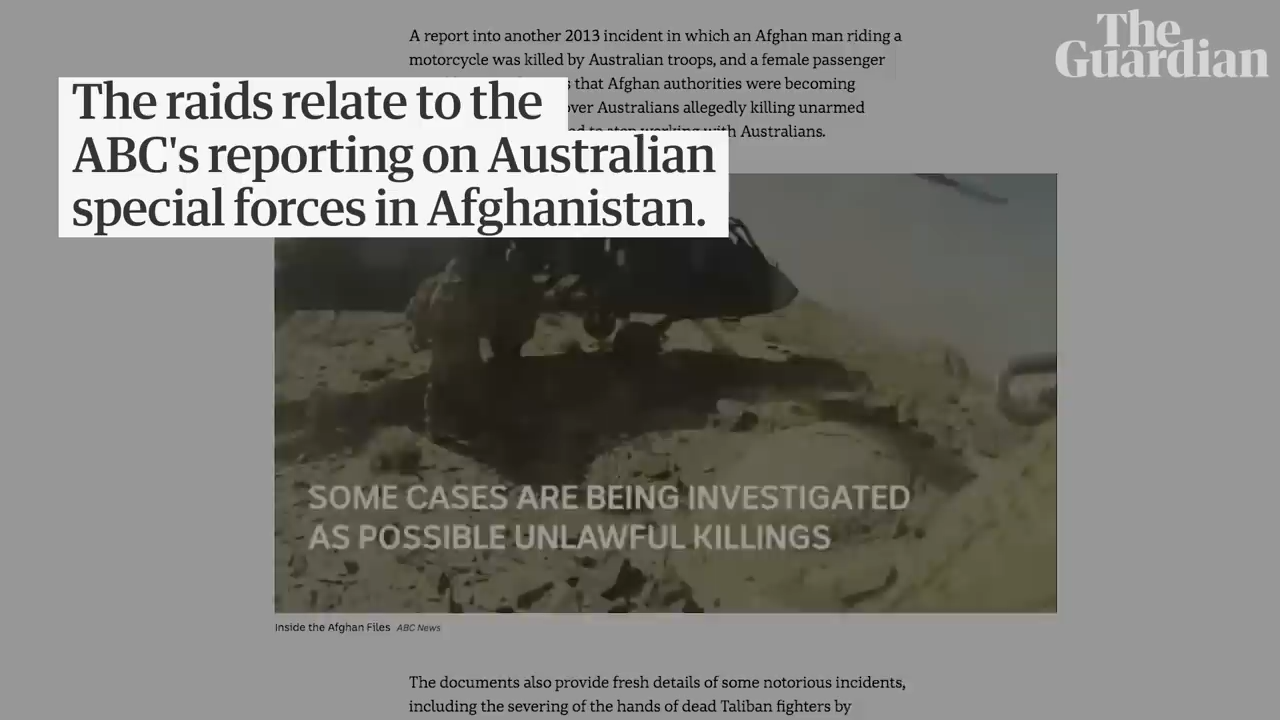 A report into another 2013 incident in which an Afghan man riding a
motorcycle was killed by Australian troops, and a female passenger
that Afghan authorities were becoming
over Australians allegedly killing unarmed
to stop working with Australians.
The
Guardian
The raids relate to the
ABC's reporting on Australian
special forces in Afghanistan.
SOME CASES ARE BEING INVESTIGATED
AS POSSIBLE UNLAWFUL KILLINGS
Inside the Afghan Files ABC News
The documents also provide fresh details of some notorious incidents,
including the severing of the hands of dead Taliban fighters by